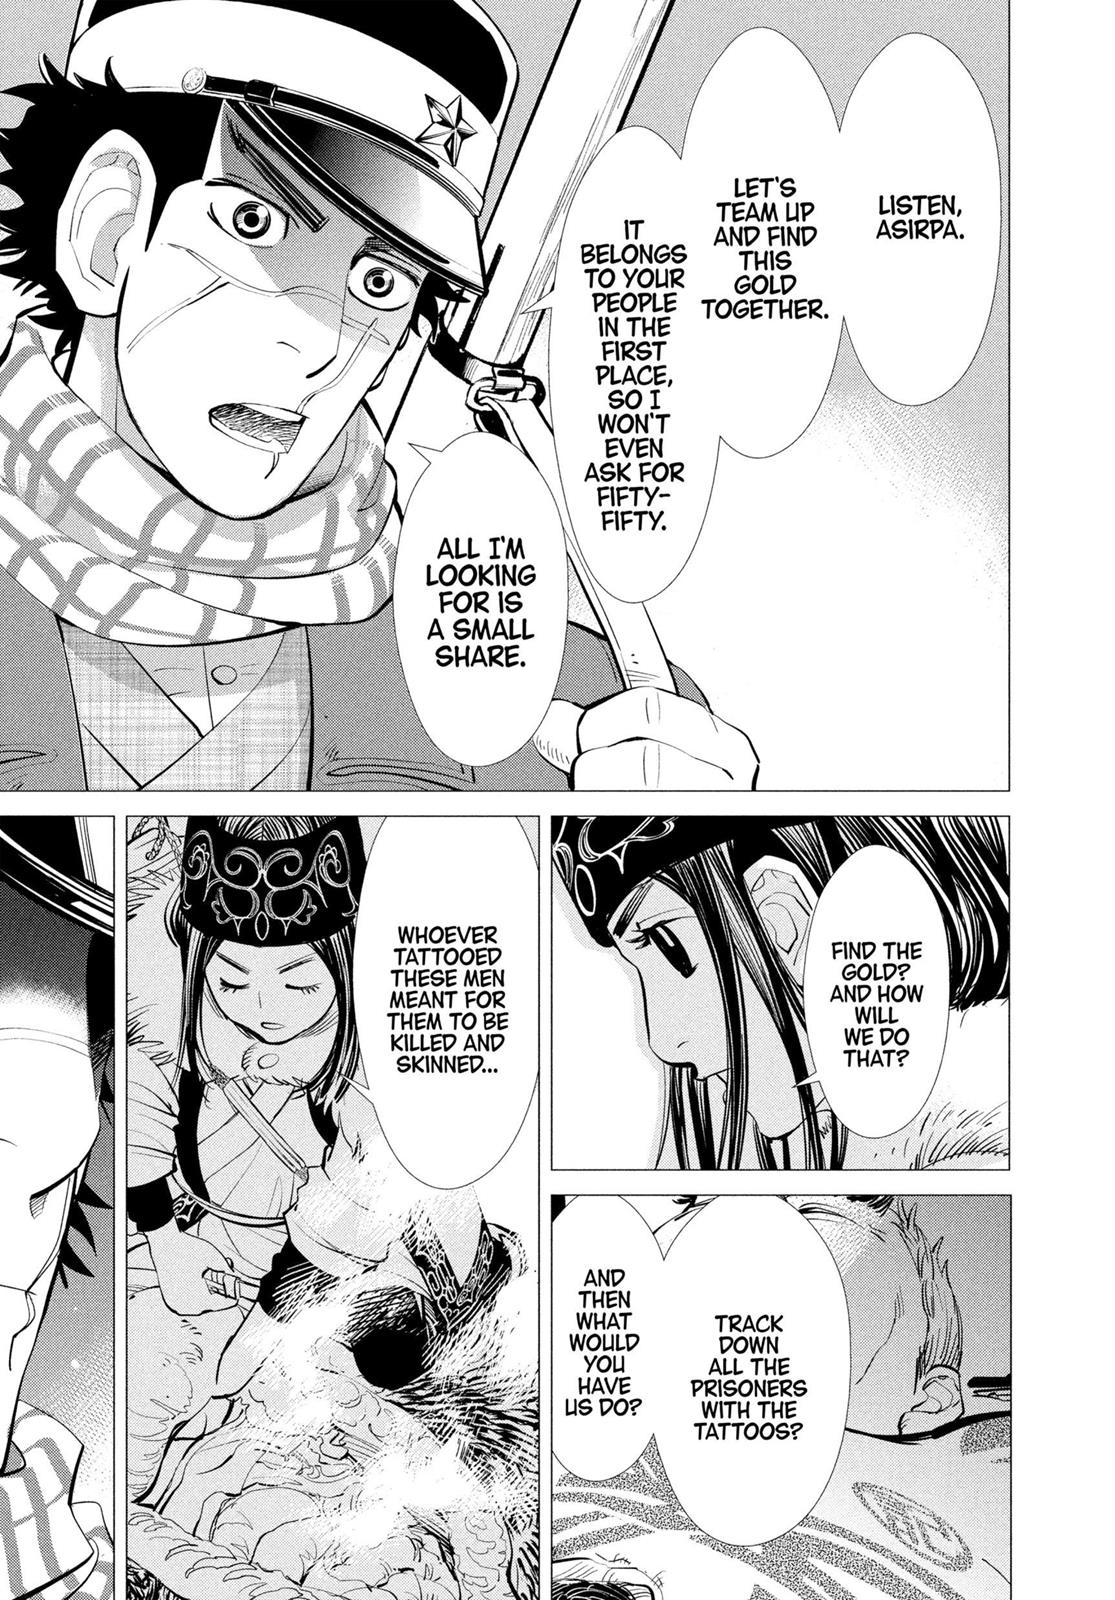 LISTEN,
ASIRPA.
LET'S
TEAM UP
AND FIND
THIS
GOLD
TOGETHER.
IT
BELONGS
TO YOUR
PEOPLE
IN THE
FIRST
PLACE,
SO I
WON'T
EVEN
ASK FOR
FIFTY-
FIFTY.
ALL I'M
LOOKING
FOR IS
A SMALL
SHARE.
FIND THE
GOLD?
AND HOW
WILL
WE DO
THAT?
TRACK
DOWN
ALL THE
PRISONERS
WITH THE
TATTOOS?
AND
THEN
WHAT
WOULD
YOU
HAVE
US DO?
WHOEVER
TATTOOED
THESE MEN
MEANT FOR
THEM TO BE
KILLED AND
SKINNED...